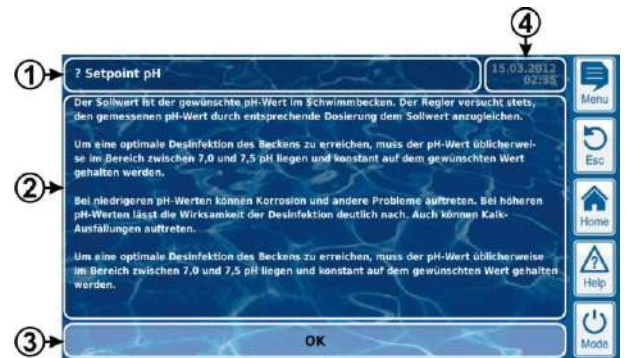 4
1
? Setpoint pH
15.03.2012
02:35
Menu
Der Sollwert ist der gewünschte pH-Wert im Schwimmbecken. Der Regler versucht stets,
den gemessenen pH-Wert durch entsprechende Dosierung dem Sollwert anzugleichen.
Um eine optimale Desinfektion des Beckens zu erreichen, muss der pH-Wert üblicherwei-
se im Bereich zwischen 7,0 und 7,5 pH liegen und konstant auf dem gewünschten Wert
gehalten werden.
Esc
2
Bei niedrigeren pH-Werten können Korrosion und andere Probleme auftreten. Bei höheren
pH-Werten lässt die Wirksamkeit der Desinfektion deutlich nach. Auch können Kalk-
Ausfällungen auftreten.
Home
Um eine optimale Desinfektion des Beckens zu erreichen, muss der pH-Wert üblicherweise
im Bereich zwischen 7,0 und 7,5 pH liegen und konstant auf dem gewünschten Wert gehalten
werden.
?
Help
3
OK
Mode